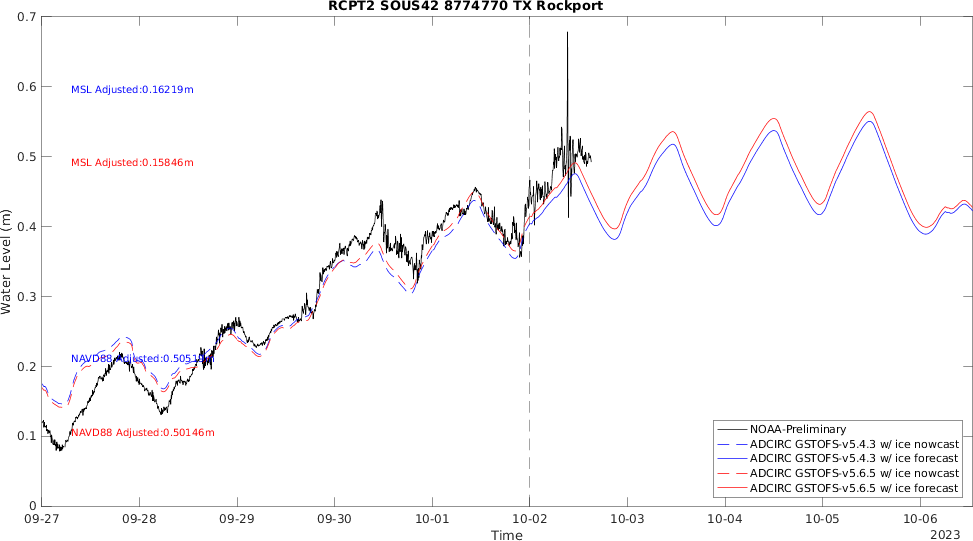 RCPT2 SOUS42 8774770 TX Rockport
0.7
0.6
0.5
0.4
0.3
0.2
0.1
0
Water Level (m)
MSL Adjusted:0.16219m
MSL Adjusted:0.15846m
NAVD88 Adjusted:0.5051
NAVD88 Adjusted:0.50146m
NOAA-Preliminary
ADCIRC GSTOFS-v5.4.3 w/ ice nowcast
ADCIRC GSTOFS-v5.4.3 w/ ice forecast
ADCIRC GSTOFS-v5.6.5 w/ ice nowcast
ADCIRC GSTOFS-v5.6.5 w/ ice forecast
09-27 09-28 09-29 09-30 10-01 10-02 10-03 10-04 10-05 10-06
Time
2023